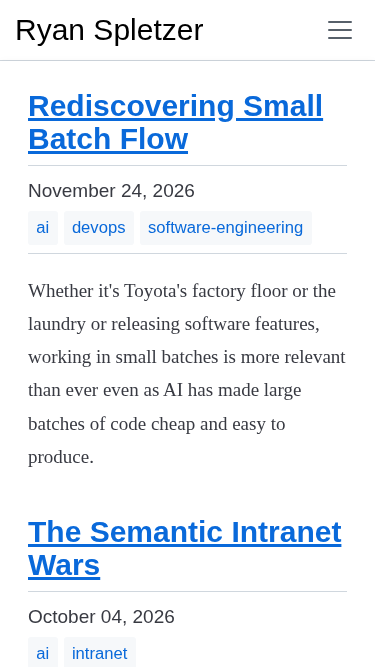 Ryan Spletzer
Rediscovering Small
Batch Flow
November 24, 2026
ai devops software-engineering
Whether it's Toyota's factory floor or the
laundry or releasing software features,
working in small batches is more relevant
than ever even as AI has made large
batches of code cheap and easy to
produce.
The Semantic Intranet
Wars
October 04, 2026
ai intranet